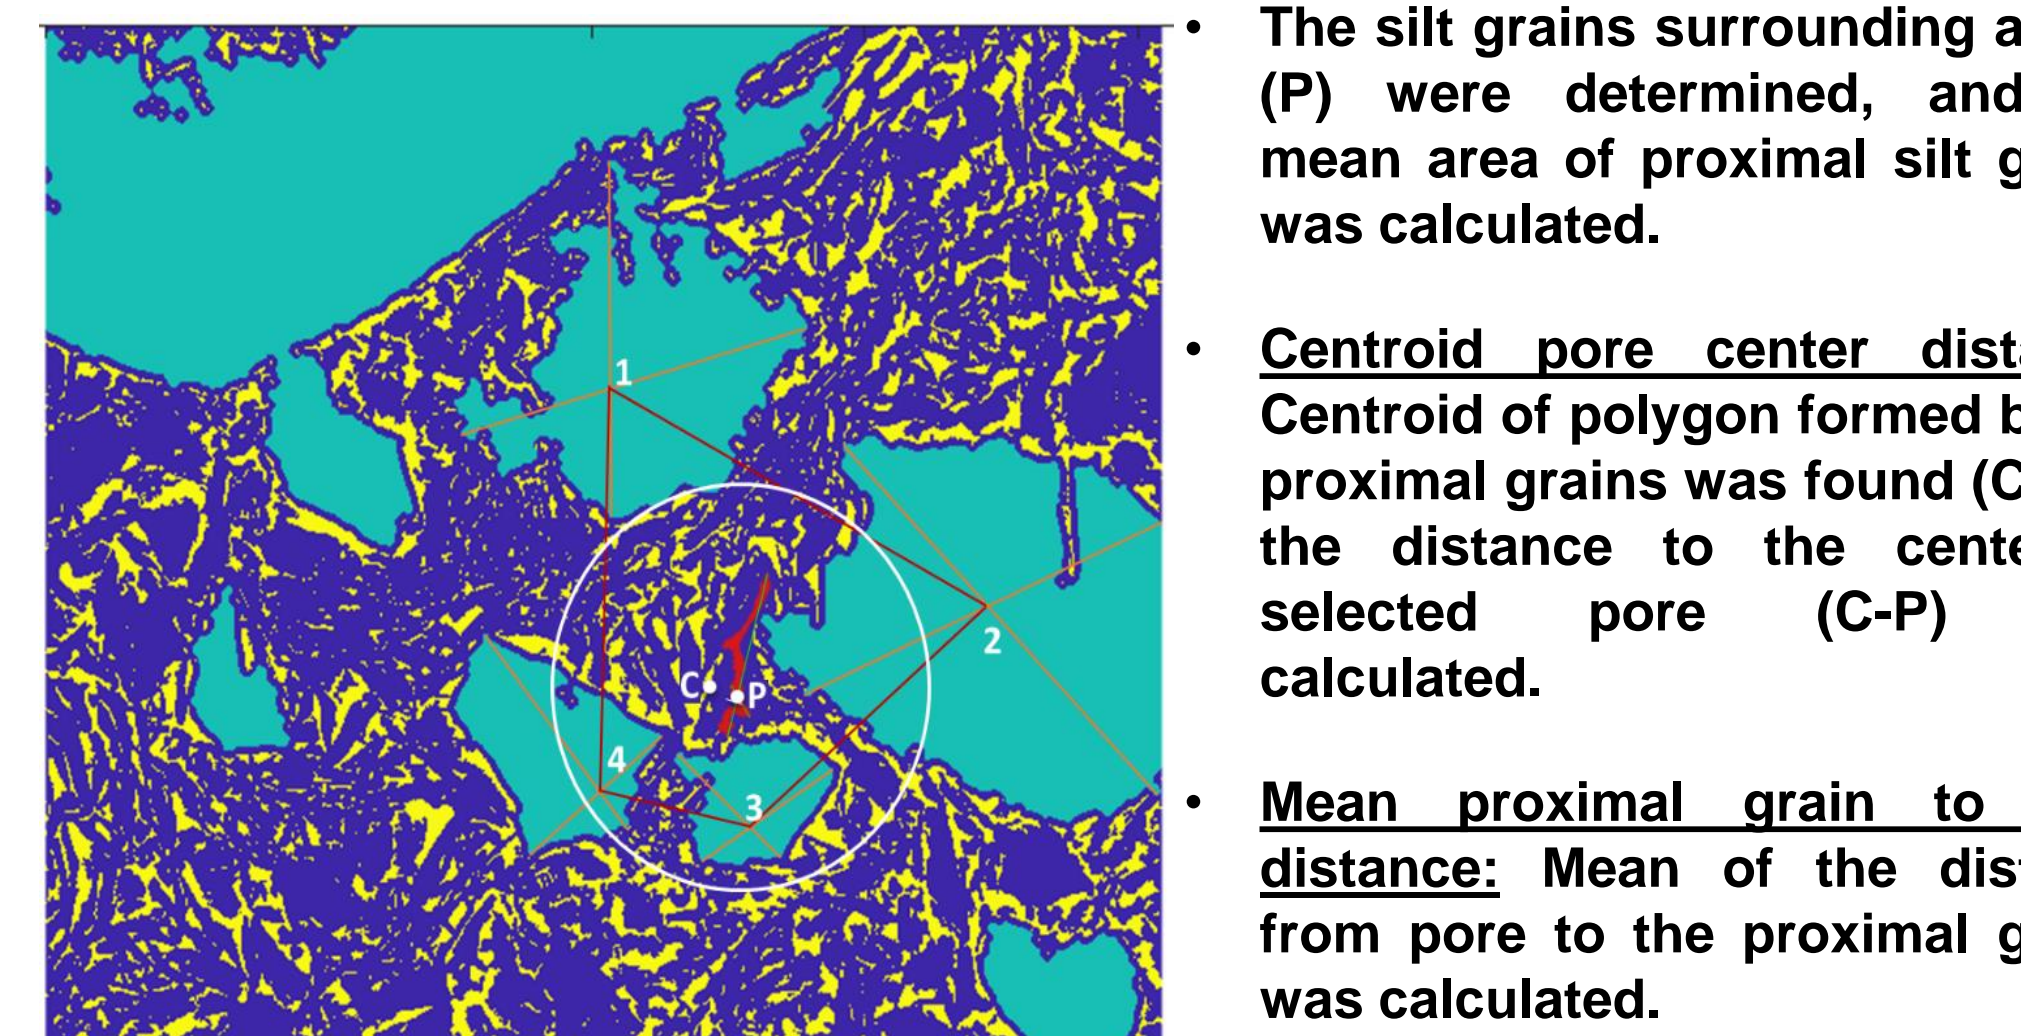 • The silt grains surrounding a
(P) were determined, and
mean area of proximal silt g
was calculated.
• Centroid pore center dista
Centroid of polygon formed b
proximal grains was found (C
the distance to the cente
selected pore (C-P)
calculated.
• Mean proximal grain to
distance: Mean of the dist
from pore to the proximal g
was calculated.
1
2
C P
4
3